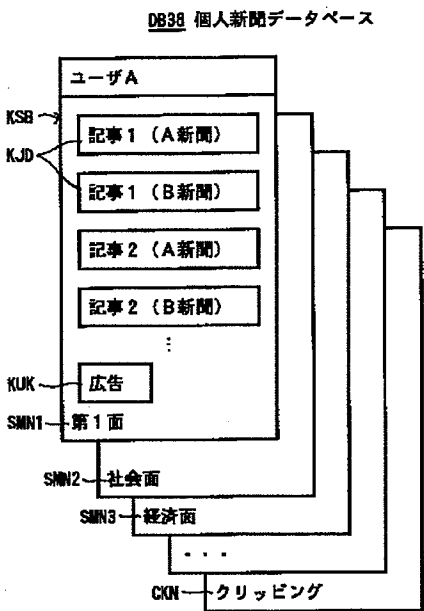 DB38 個人新聞データベース
ユーザA
KSB
記事1 (A新聞)
KJD
記事1 (B新聞)
記事2 (A新聞)
記事2 (B新聞)
⋮
KUK 広告
SMN1 第1面
SMN2 社会面
SMN3 経済面
・・・
CKN クリッピング